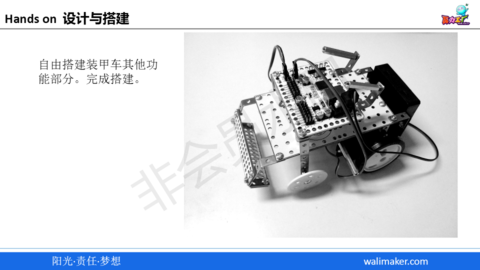 Hands on 设计与搭建
自由搭建装甲车其他功
能部分。完成搭建。
非会员
阳光·责任·梦想
walimaker.com